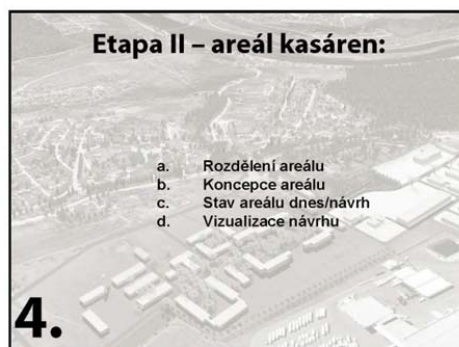 Etapa II – areál kasáren:
a. Rozdělení areálu
b. Koncepce areálu
c. Stav areálu dnes/návrh
d. Vizualizace návrhu
4.